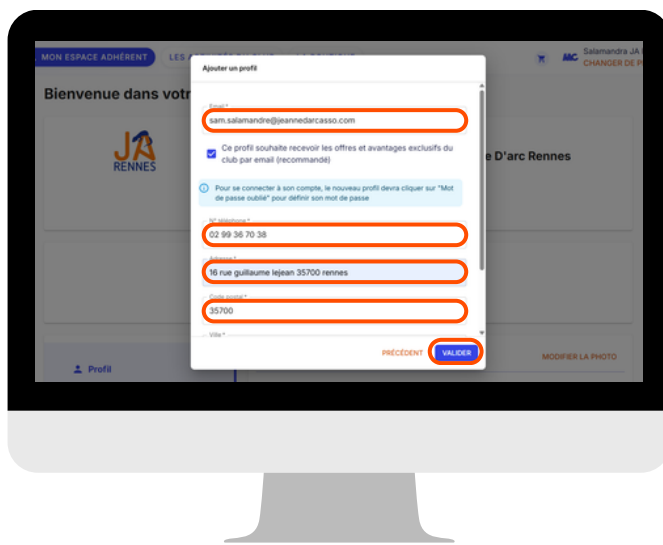 MON ESPACE ADHÉRENT
LES
Salamandra JA
CHANGER DE
Bienvenue dans votr
JA
RENNES
e D'arc Rennes
Ajouter un profil
Email *
sam.salamandre@jeannedarcasso.com
Ce profil souhaite recevoir les offres et avantages exclusifs du
club par email (recommandé)
Pour se connecter à son compte, le nouveau profil devra cliquer sur "Mot
de passe oublié" pour définir son mot de passe
N° téléphone *
02 99 36 70 38
Adresse *
16 rue guillaume lejean 35700 rennes
Code postal *
35700
Ville *
PRÉCÉDENT
VALIDER
MODIFIER LA PHOTO
Profil